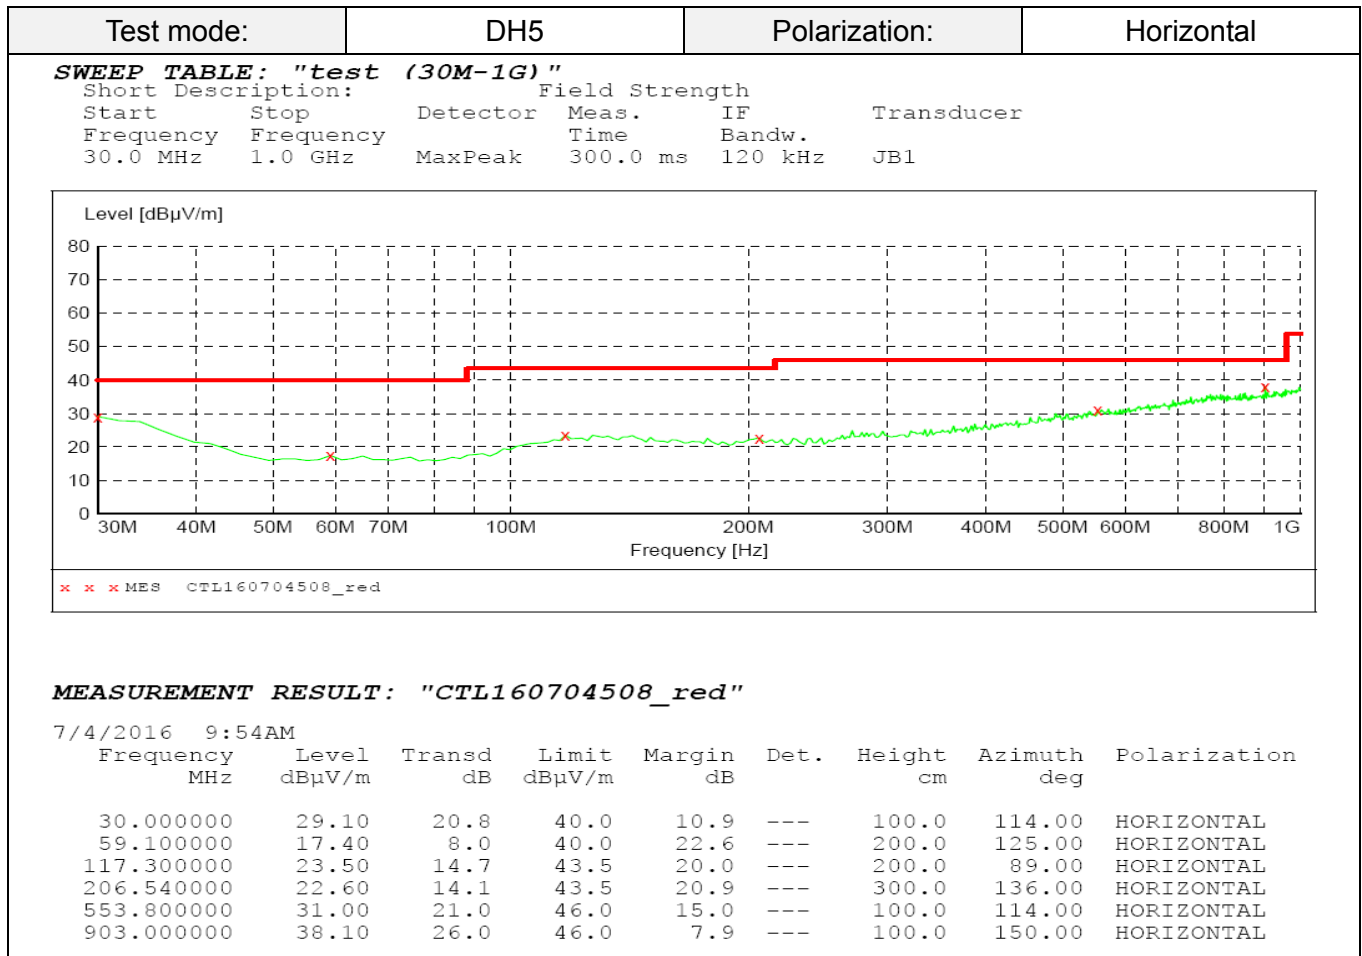 Test mode: DH5 Polarization: Horizontal
SWEEP TABLE: "test (30M-1G)"
Short Description: Field Strength
Start Stop Detector Meas. IF Transducer
Frequency Frequency Time Bandw.
30.0 MHz 1.0 GHz MaxPeak 300.0 ms 120 kHz JB1
Level [dBµV/m]
80
70
60
50
40
30
20
10
0
30M 40M 50M 60M 70M 100M 200M 300M 400M 500M 600M 800M 1G
Frequency [Hz]
x x x MES CTL160704508_red
MEASUREMENT RESULT: "CTL160704508_red"
7/4/2016 9:54AM
Frequency Level Transd Limit Margin Det. Height Azimuth Polarization
MHz dBµV/m dB dBµV/m dB cm deg
30.000000 29.10 20.8 40.0 10.9 --- 100.0 114.00 HORIZONTAL
59.100000 17.40 8.0 40.0 22.6 --- 200.0 125.00 HORIZONTAL
117.300000 23.50 14.7 43.5 20.0 --- 200.0 89.00 HORIZONTAL
206.540000 22.60 14.1 43.5 20.9 --- 300.0 136.00 HORIZONTAL
553.800000 31.00 21.0 46.0 15.0 --- 100.0 114.00 HORIZONTAL
903.000000 38.10 26.0 46.0 7.9 --- 100.0 150.00 HORIZONTAL